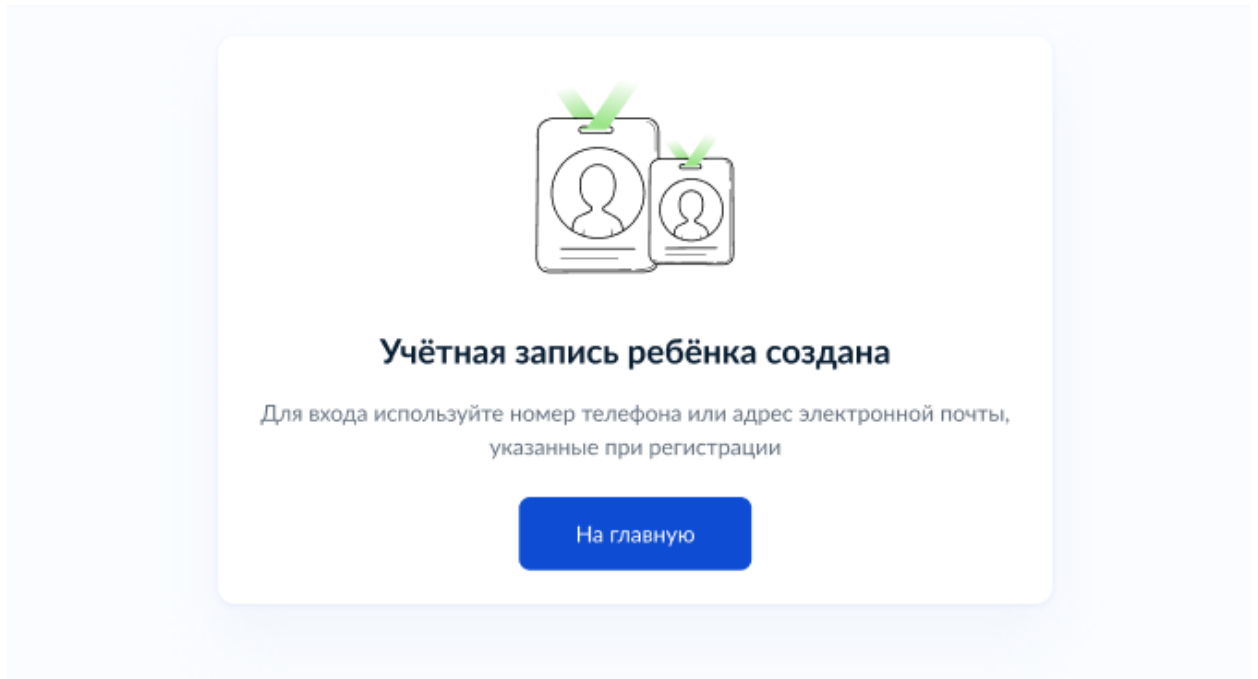 Учётная запись ребёнка создана
Для входа используйте номер телефона или адрес электронной почты,
указанные при регистрации
На главную